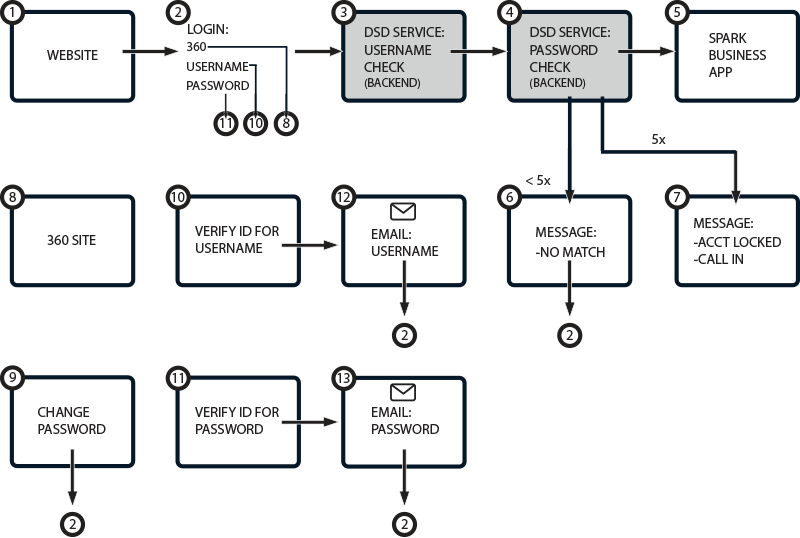 1
WEBSITE
2
LOGIN:
360
USERNAME
PASSWORD
11
10
8
3
DSD SERVICE:
USERNAME
CHECK
(BACKEND)
4
DSD SERVICE:
PASSWORD
CHECK
(BACKEND)
5
SPARK
BUSINESS
APP
< 5x
5x
8
360 SITE
10
VERIFY ID FOR
USERNAME
12
EMAIL:
USERNAME
2
6
MESSAGE:
-NO MATCH
2
7
MESSAGE:
-ACCT LOCKED
-CALL IN
9
CHANGE
PASSWORD
2
11
VERIFY ID FOR
PASSWORD
13
EMAIL:
PASSWORD
2